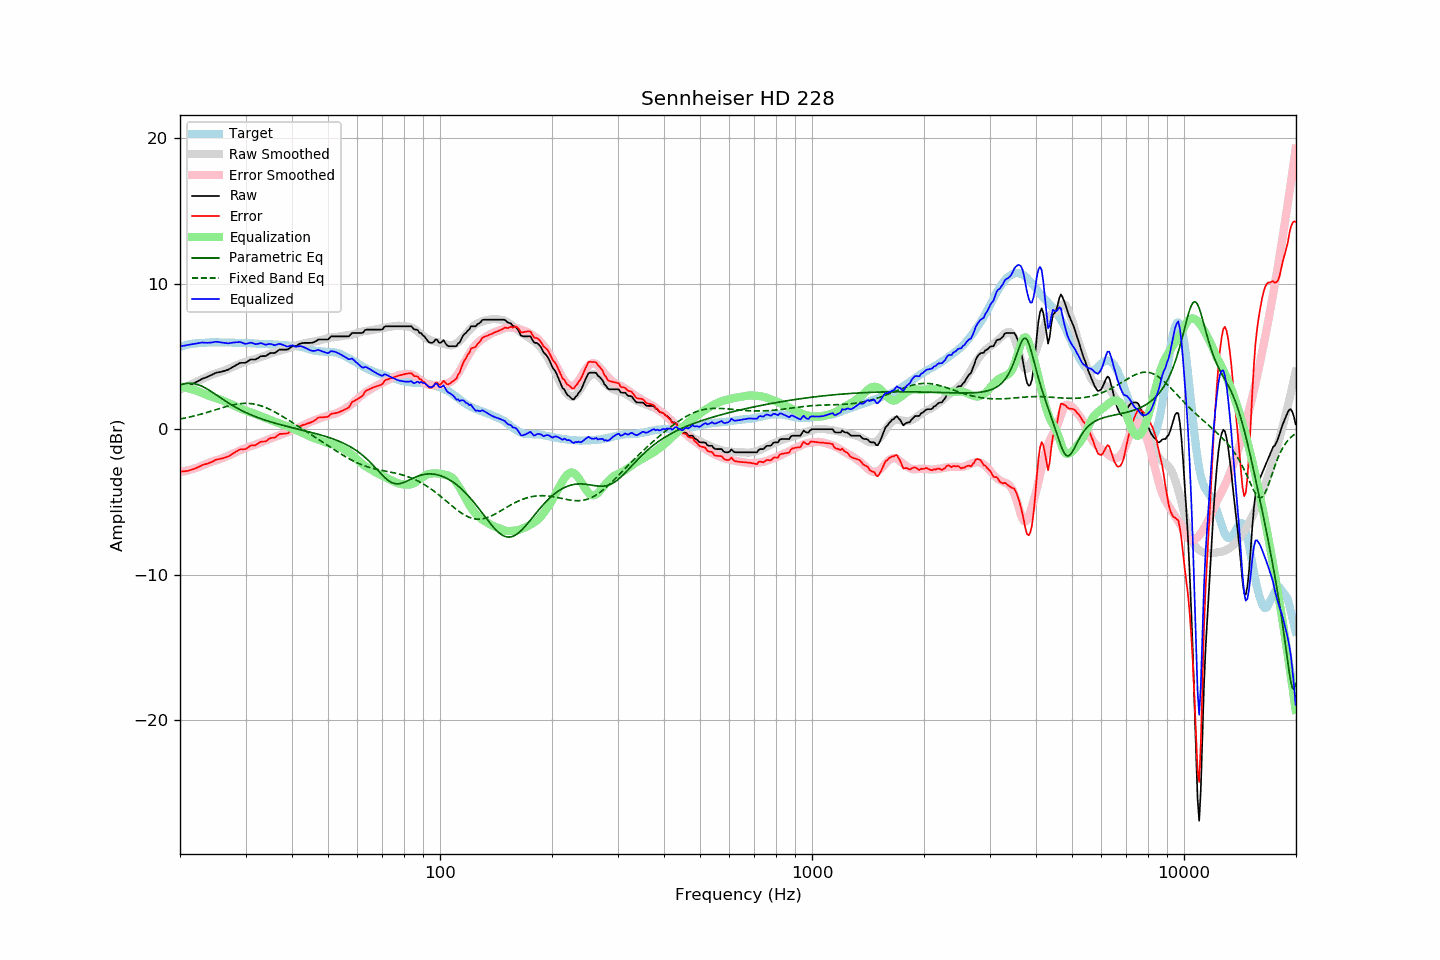 Sennheiser HD 228
Target
Raw Smoothed
Error Smoothed
Raw
Error
Equalization
Parametric Eq
Fixed Band Eq
Equalized
20
10
0
−10
−20
Amplitude (dBr)
100
1000
10000
Frequency (Hz)